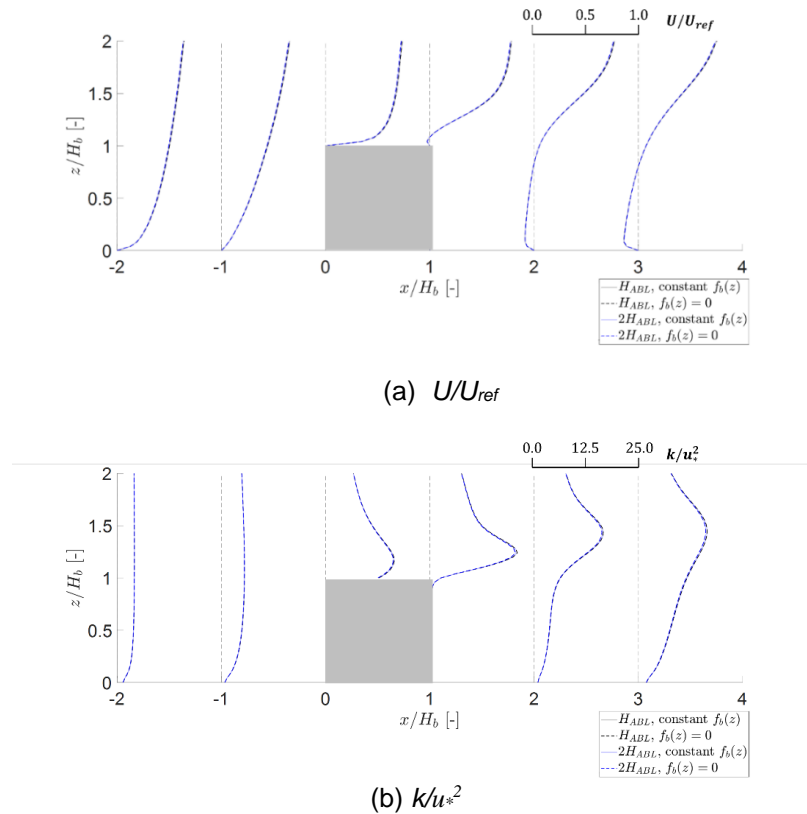 0.0 0.5 1.0 U/U_ref
2
1.5
1
0.5
0
z/H_b [-]
-2 -1 0 1 2 3 4
x/H_b [-]
H_ABL, constant f_b(z)
H_ABL, f_b(z) = 0
2H_ABL, constant f_b(z)
2H_ABL, f_b(z) = 0
(a) U/U_ref
0.0 12.5 25.0 k/u_*^2
2
1.5
1
0.5
0
z/H_b [-]
-2 -1 0 1 2 3 4
x/H_b [-]
H_ABL, constant f_b(z)
H_ABL, f_b(z) = 0
2H_ABL, constant f_b(z)
2H_ABL, f_b(z) = 0
(b) k/u_*^2